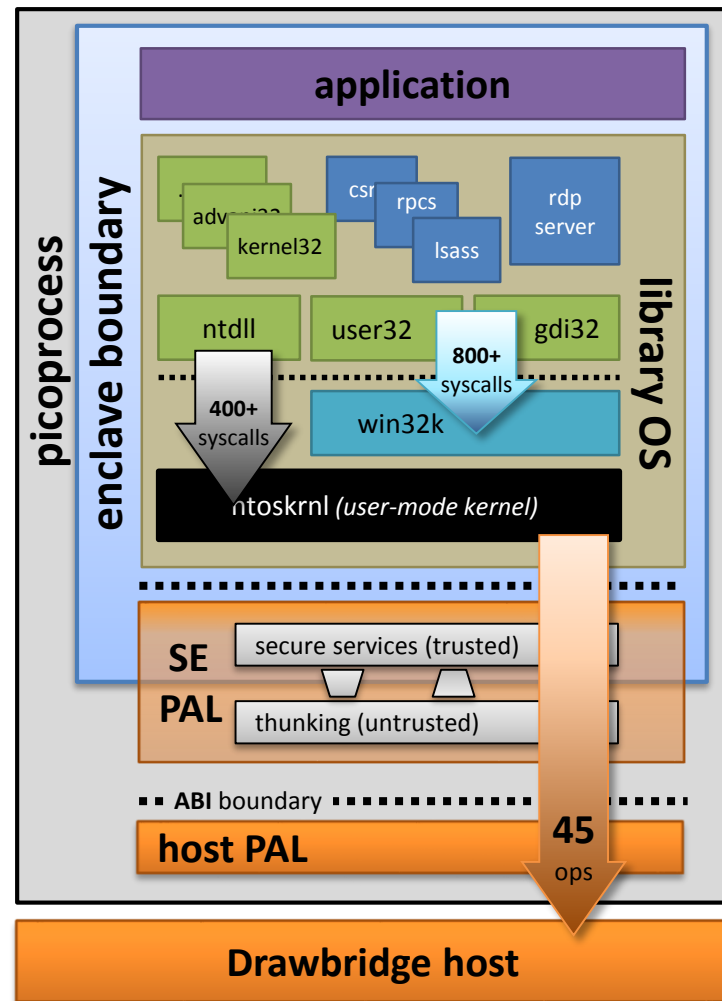 application
picoprocess
enclave boundary
library OS
kernel32
rpcs
lsass
rdp
server
ntdll
user32
gdi32
400+
syscalls
800+
syscalls
win32k
ntoskrnl (user-mode kernel)
SE
PAL
secure services (trusted)
thunking (untrusted)
ABI boundary
host PAL
45
ops
Drawbridge host